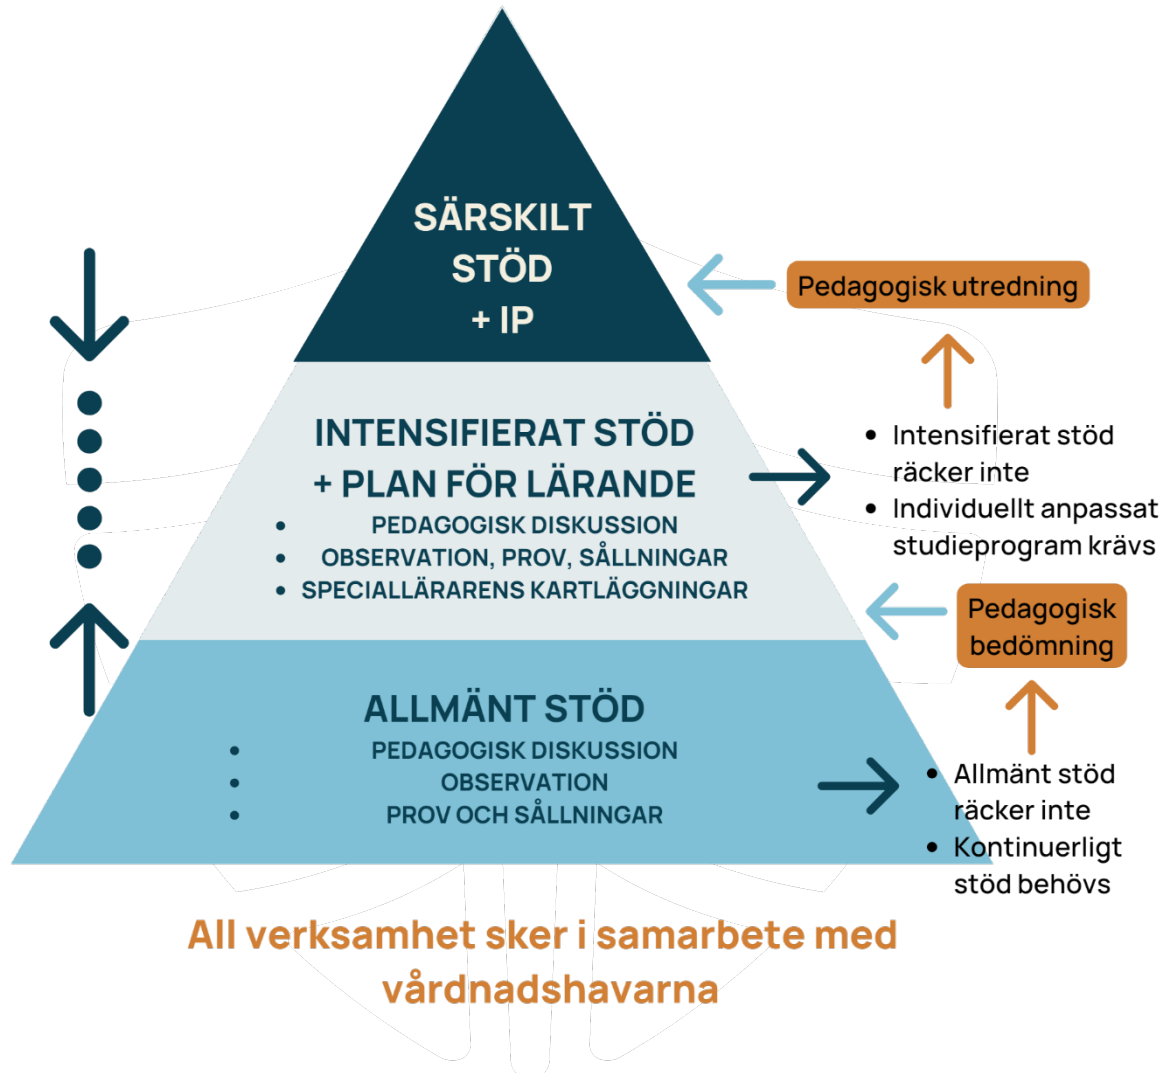 SÄRSKILT
STÖD
+ IP
Pedagogisk utredning
• Intensifierat stöd
räcker inte
• Individuellt anpassat
studieprogram krävs
INTENSIFIERAT STÖD
+ PLAN FÖR LÄRANDE
• PEDAGOGISK DISKUSSION
• OBSERVATION, PROV, SÅLLNINGAR
• SPECIALLÄRARENS KARTLÄGGNINGAR
Pedagogisk
bedömning
ALLMÄNT STÖD
• PEDAGOGISK DISKUSSION
• OBSERVATION
• PROV OCH SÅLLNINGAR
• Allmänt stöd
räcker inte
• Kontinuerligt
stöd behövs
All verksamhet sker i samarbete med
vårdnadshavarna